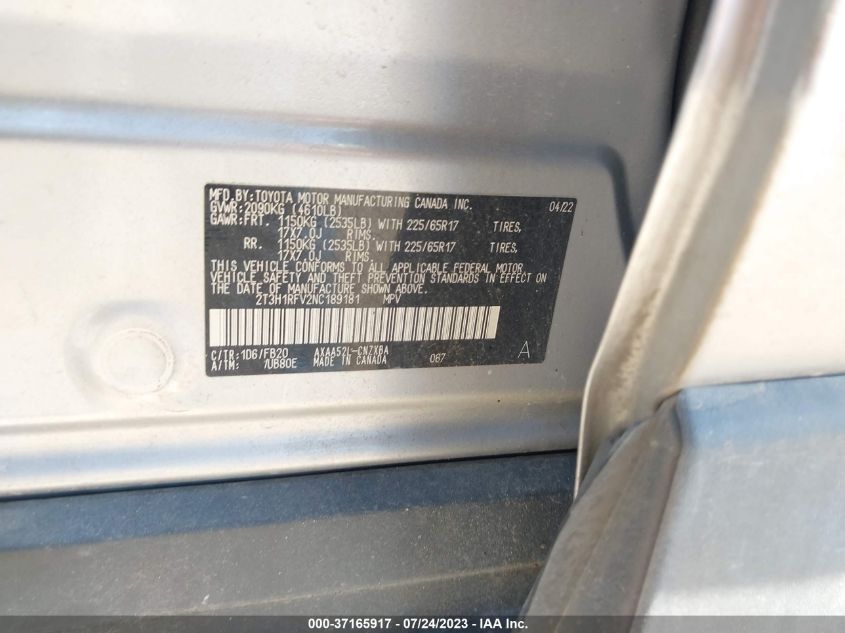 MFD.BY:TOYOTA MOTOR MANUFACTURING CANADA INC.
GVWR:2090KG (4610LB) 04/22
GAWR:FRT. 1150KG (2535LB) WITH 225/65R17 TIRES,
17X7.0J RIMS,
RR. 1150KG (2535LB) WITH 225/65R17 TIRES,
17X7.0J RIMS.
THIS VEHICLE CONFORMS TO ALL APPLICABLE FEDERAL MOTOR
VEHICLE SAFETY AND THEFT PREVENTION STANDARDS IN EFFECT ON
THE DATE OF MANUFACTURE SHOWN ABOVE.
2T3H1RFV2NC189181 MPV
C/TR:1D6/FB20 AXAA52L-CNZXBA
A/TM: /UB80E MADE IN CANADA 087 A
000-37165917 / 07/24/2023 / © IAA Inc.